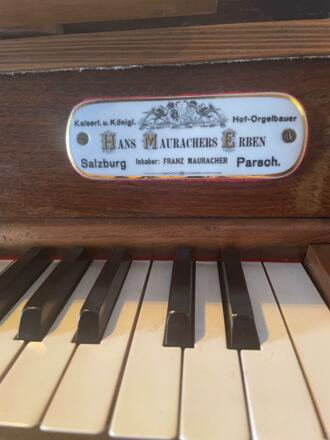 Kaiserl. u. Königl. Hof-Orgelbauer
HANS MAURACHERS ERBEN
Salzburg Inhaber: FRANZ MAURACHER Parsch.